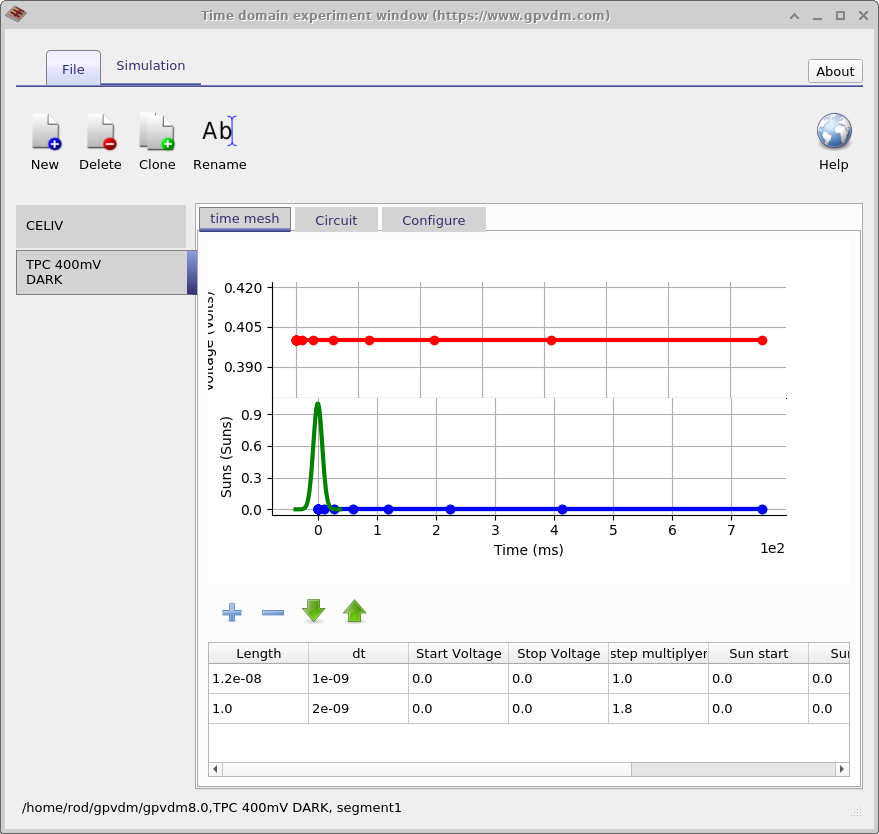 Time domain experiment window (https://www.gpvdm.com)
File
Simulation
About
New
Delete
Clone
Ab
Rename
Help
CELIV
TPC 400mV
DARK
time mesh
Circuit
Configure
Voltage (Volts)
0.420
0.405
0.390
Suns (Suns)
0.9
0.6
0.3
0.0
0 1 2 3 4 5 6 7
1e2
Time (ms)
Length dt Start Voltage Stop Voltage step multiplyer Sun start Su
1.2e-08 1e-09 0.0 0.0 1.0 0.0 0.0
1.0 2e-09 0.0 0.0 1.8 0.0 0.0
/home/rod/gpvdm/gpvdm8.0,TPC 400mV DARK, segment1